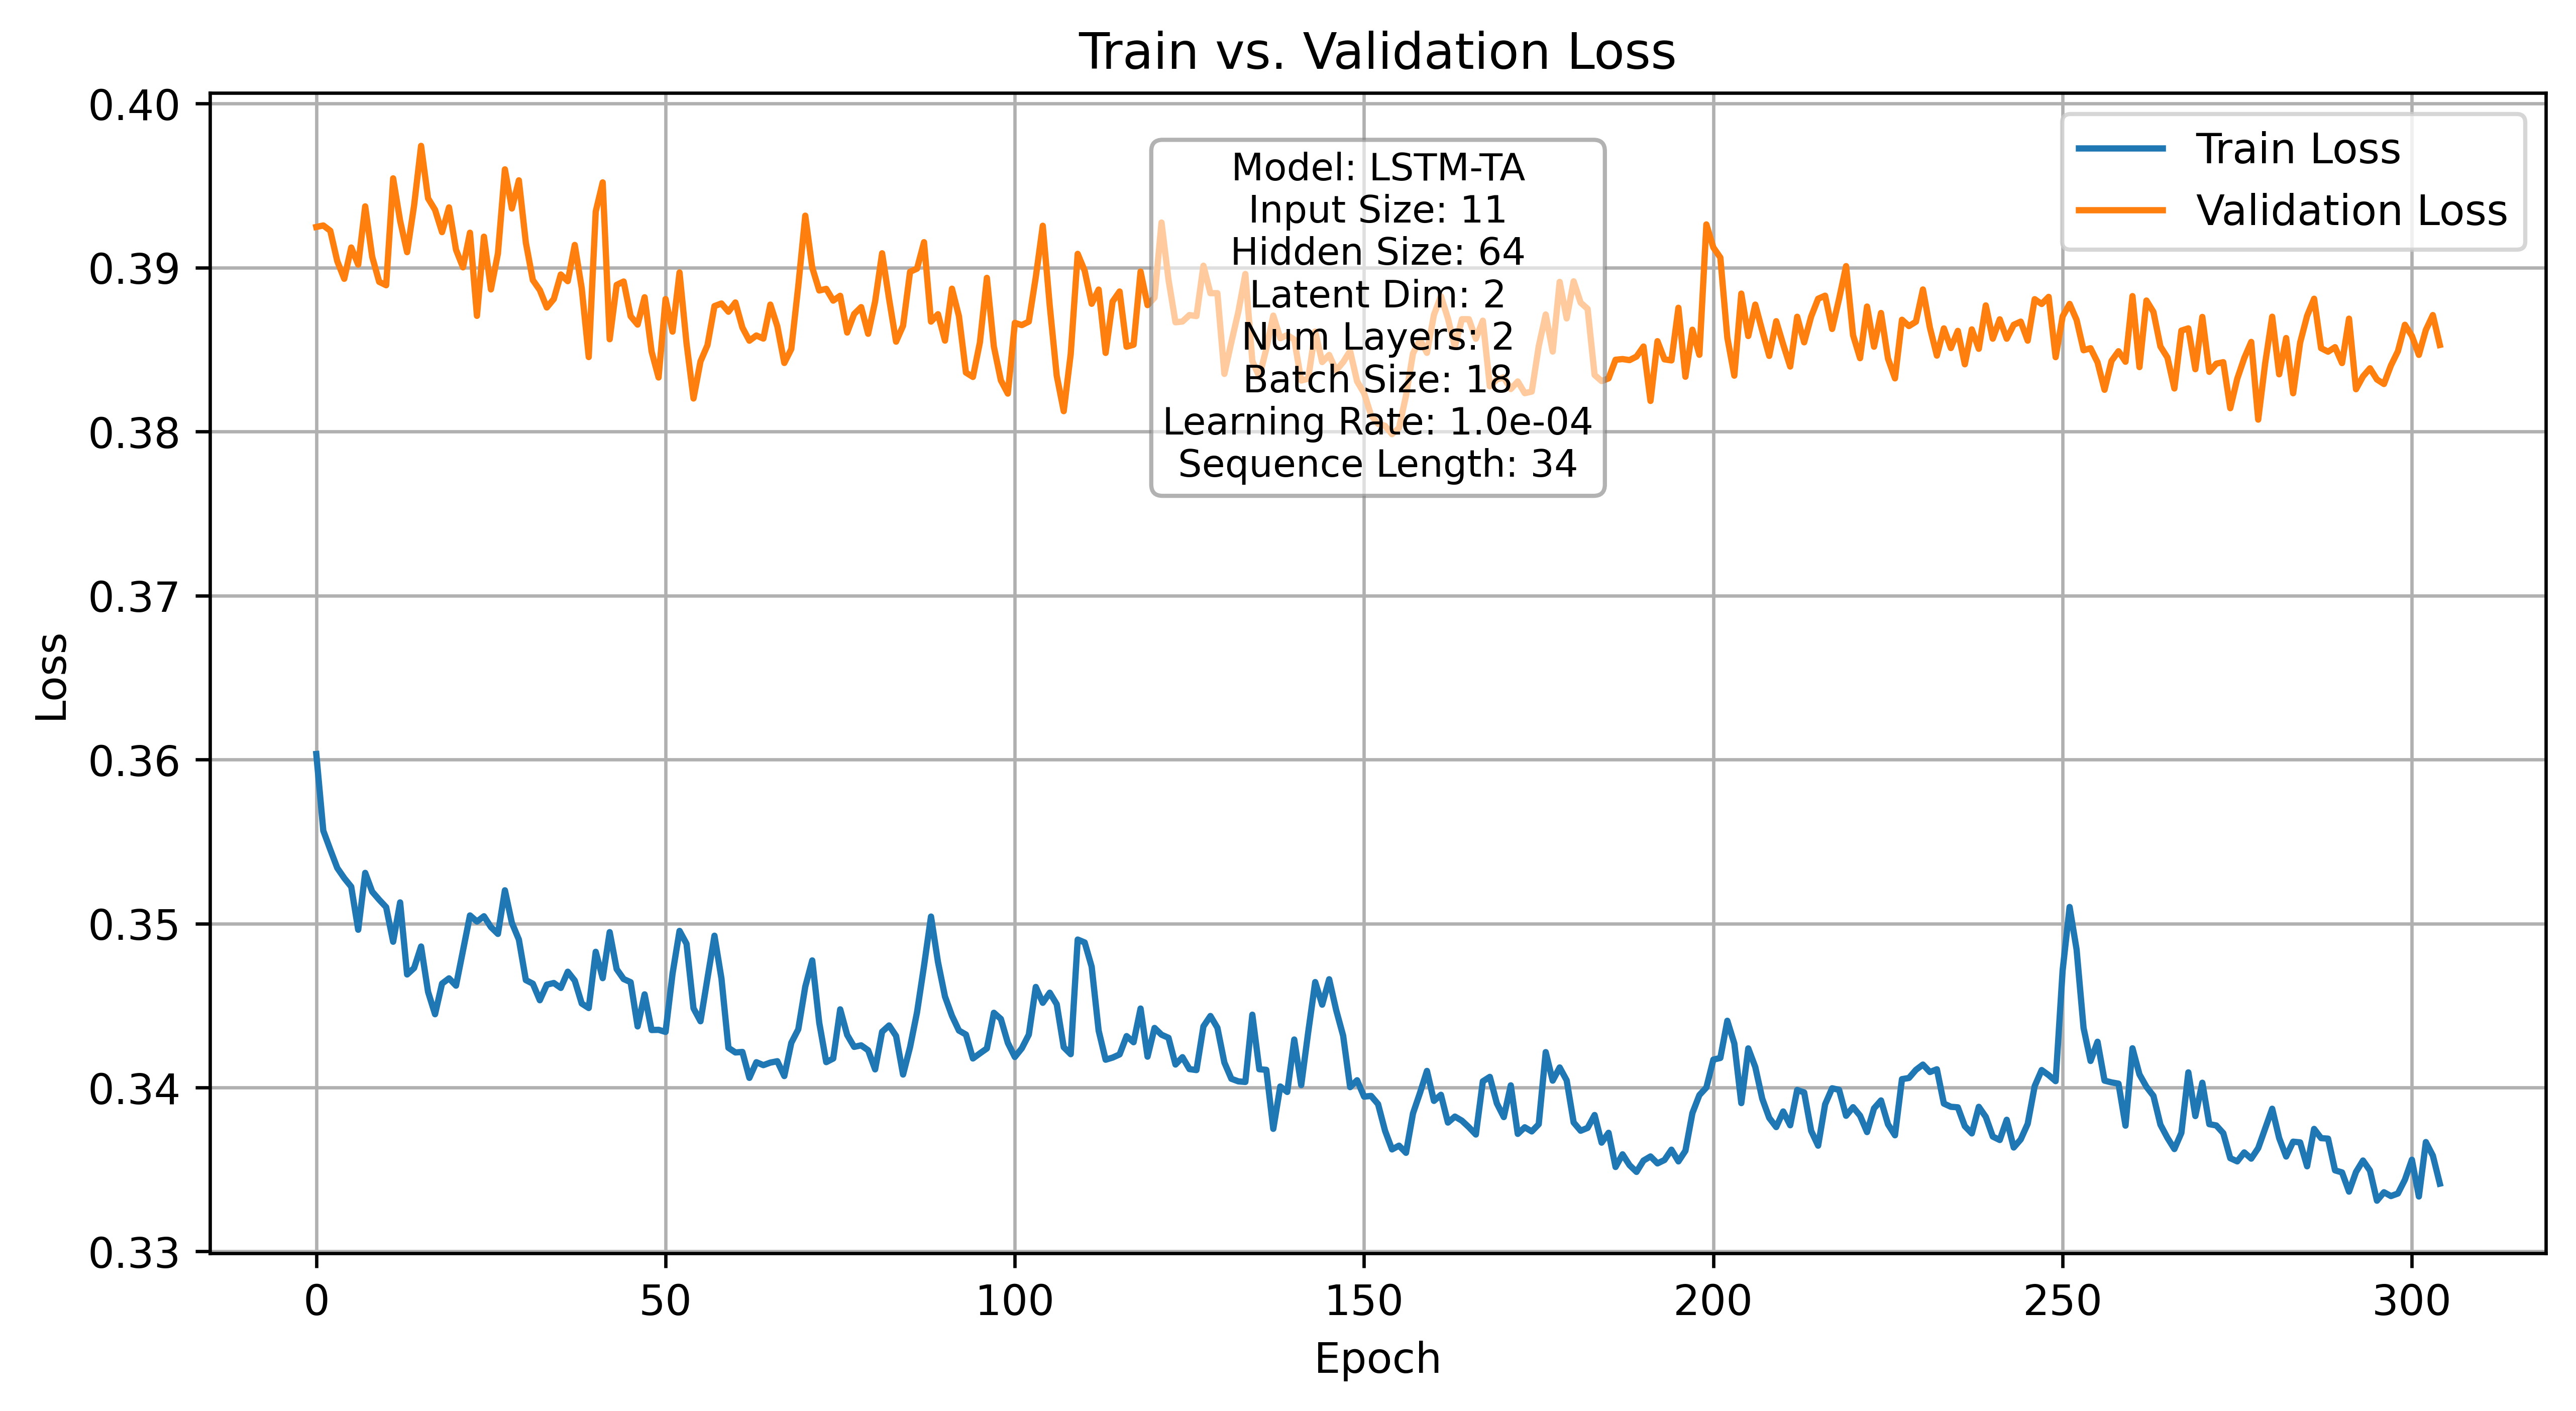 Train vs. Validation Loss
0.40
0.39
0.38
0.37
0.36
0.35
0.34
0.33
Loss
Model: LSTM-TA
Input Size: 11
Hidden Size: 64
Latent Dim: 2
Num Layers: 2
Batch Size: 18
Learning Rate: 1.0e-04
Sequence Length: 34
Train Loss
Validation Loss
0 50 100 150 200 250 300
Epoch